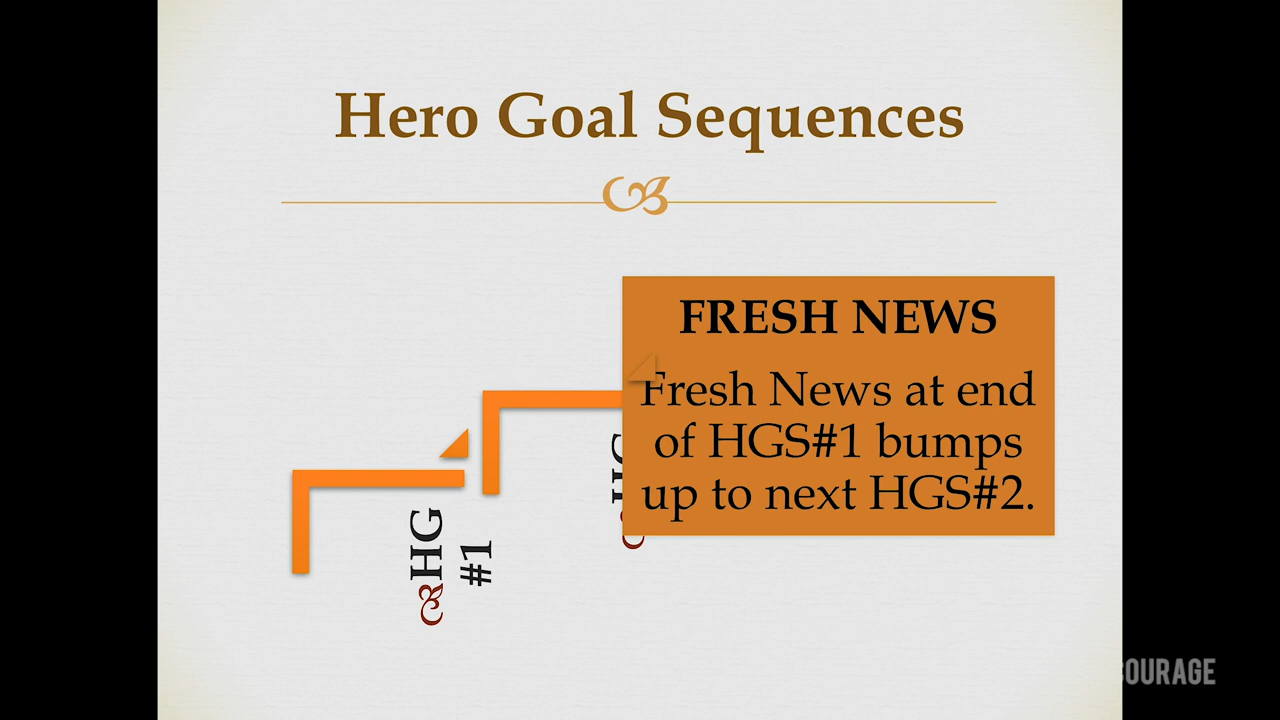 Hero Goal Sequences
FRESH NEWS
Fresh News at end
of HGS#1 bumps
up to next HGS#2.
HG
#1